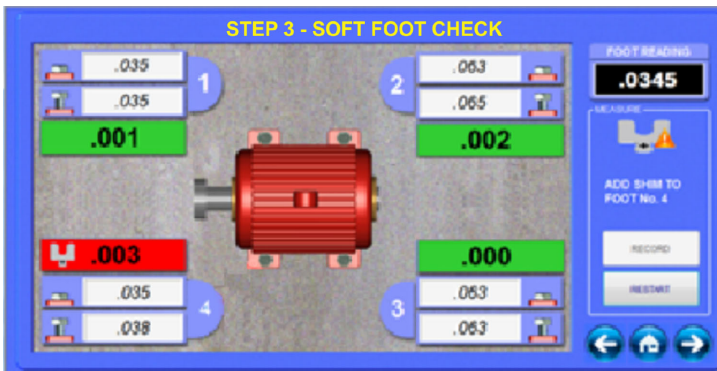 STEP 3 - SOFT FOOT CHECK
.035
1
.035
.001
2
.063
.065
.002
.003
.035
4
.038
.000
.063
3
.063
FOOT READING
.0345
MEASURE
ADD SHIM TO
FOOT No. 4
RECORD
RESTART